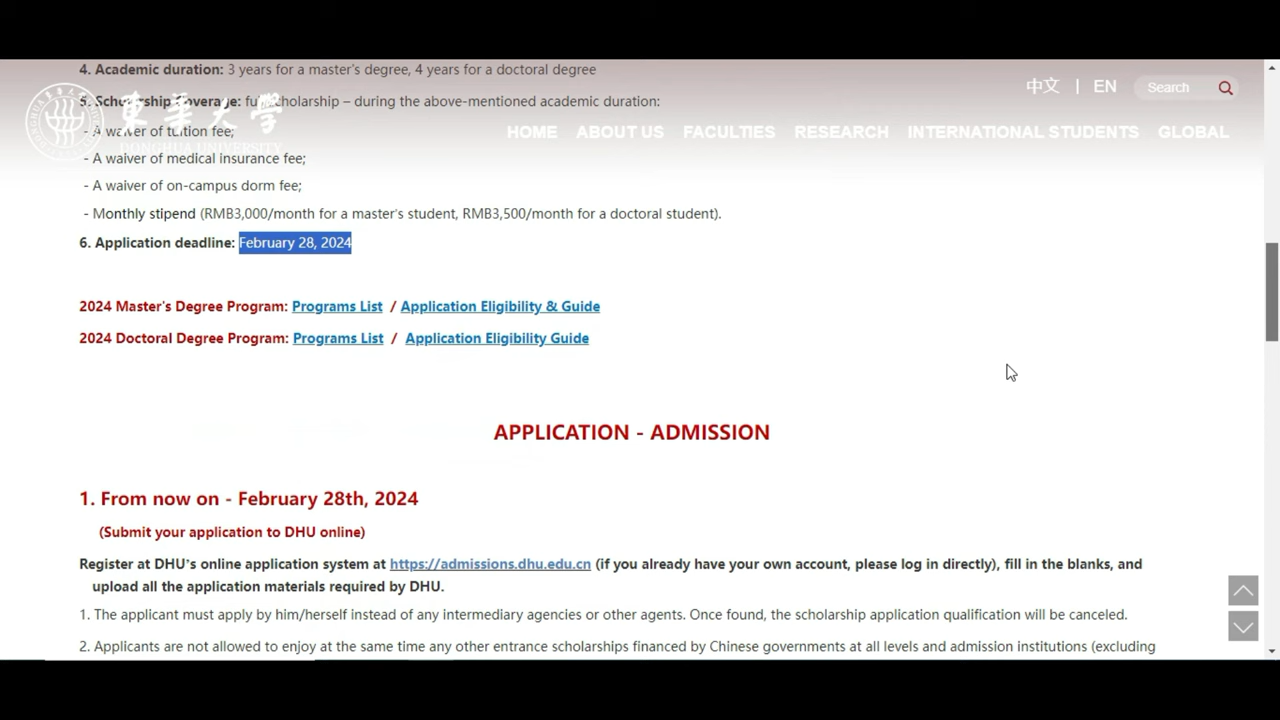 4. Academic duration: 3 years for a master's degree, 4 years for a doctoral degree
中文 | EN Search
5. Scholarship Coverage: full scholarship – during the above-mentioned academic duration:
東華大學
DONGHUA UNIVERSITY
HOME ABOUT US FACULTIES RESEARCH INTERNATIONAL STUDENTS GLOBAL
- A waiver of tuition fee;
- A waiver of medical insurance fee;
- A waiver of on-campus dorm fee;
- Monthly stipend (RMB3,000/month for a master's student, RMB3,500/month for a doctoral student).
6. Application deadline: February 28, 2024
2024 Master's Degree Program: Programs List / Application Eligibility & Guide
2024 Doctoral Degree Program: Programs List / Application Eligibility Guide
APPLICATION - ADMISSION
1. From now on - February 28th, 2024
(Submit your application to DHU online)
Register at DHU's online application system at https://admissions.dhu.edu.cn (if you already have your own account, please log in directly), fill in the blanks, and
upload all the application materials required by DHU.
1. The applicant must apply by him/herself instead of any intermediary agencies or other agents. Once found, the scholarship application qualification will be canceled.
2. Applicants are not allowed to enjoy at the same time any other entrance scholarships financed by Chinese governments at all levels and admission institutions (excluding